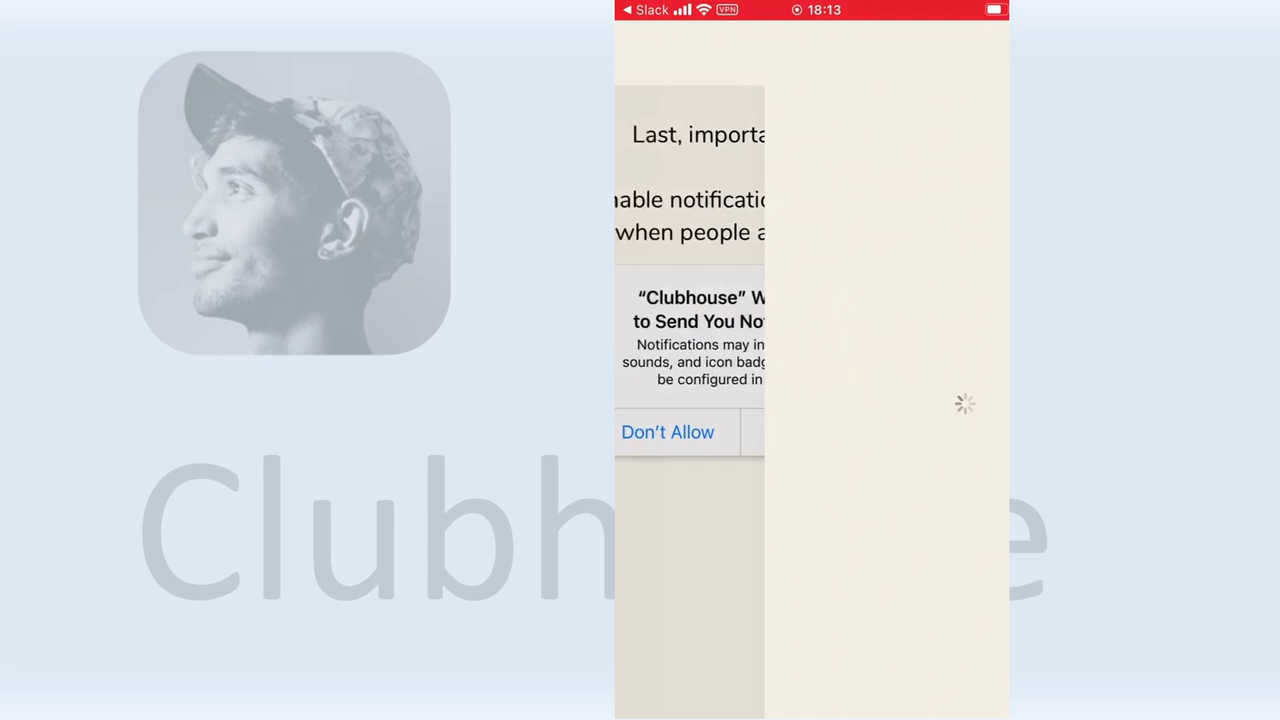 Slack VPN 18:13
Last, importa
nable notificatio
when people a
“Clubhouse” W
to Send You Not
Notifications may in
sounds, and icon badg
be configured in
Don’t Allow
Clubh e